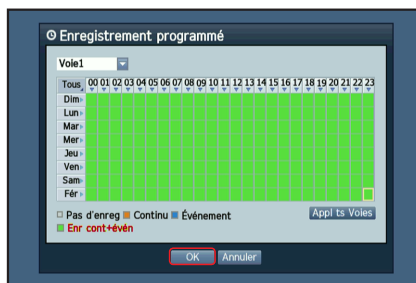 Enregistrement programmé
Voie1
Tous 00 01 02 03 04 05 06 07 08 09 10 11 12 13 14 15 16 17 18 19 20 21 22 23
Dim
Lun
Mar
Mer
Jeu
Ven
Sam
Fér
Pas d'enreg Continu Événement Appl ts Voies
Enr cont+évén
OK Annuler